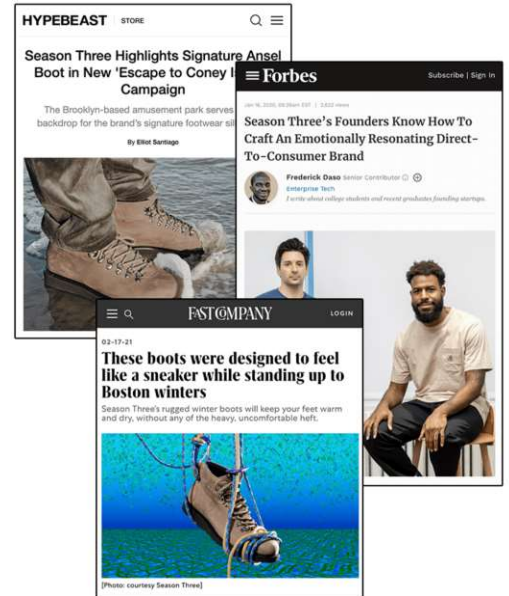 HYPEBEAST STORE
Season Three Highlights Signature Ansel
Boot in New 'Escape to Coney
Campaign
The Brooklyn-based amusement park serves
backdrop for the brand's signature footwear
By Eliot Santiago
Forbes
Subscribe | Sign In
Season Three's Founders Know How To
Craft An Emotionally Resonating Direct-
To-Consumer Brand
Frederick Daso Senior Contributor
Enterprise Tech
I write about college students and recent graduates founding startups.
FAST COMPANY
LOGIN
02-17-21
These boots were designed to feel
like a sneaker while standing up to
Boston winters
Season Three's rugged winter boots will keep your feet warm
and dry, without any of the heavy, uncomfortable heft.
[Photo: courtesy Season Three]